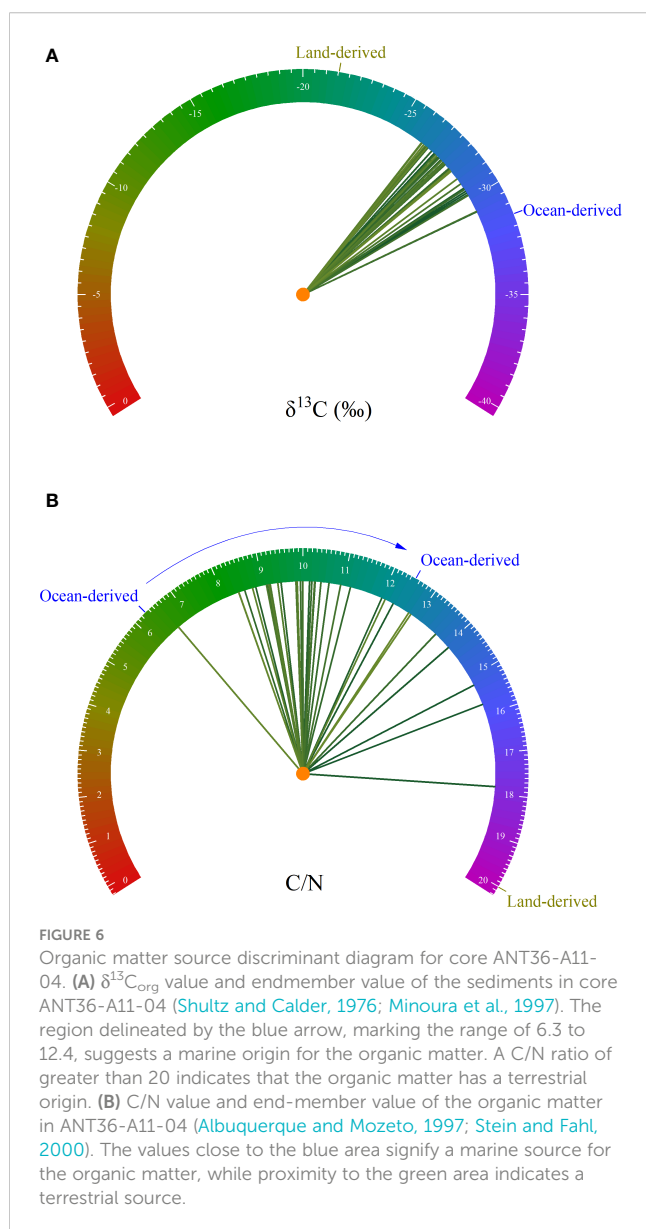 A
Land-derived
-20
-15
-25
-10
-30
Ocean-derived
-5
-35
0
-40
δ13C (‰)
B
Ocean-derived
Ocean-derived
10
9
11
8
12
7
13
6
14
5
15
4
16
3
17
2
18
1
19
0
20
C/N
Land-derived
FIGURE 6
Organic matter source discriminant diagram for core ANT36-A11-
04. (A) δ13Corg value and endmember value of the sediments in core
ANT36-A11-04 (Shultz and Calder, 1976; Minoura et al., 1997). The
region delineated by the blue arrow, marking the range of 6.3 to
12.4, suggests a marine origin for the organic matter. A C/N ratio of
greater than 20 indicates that the organic matter has a terrestrial
origin. (B) C/N value and end-member value of the organic matter
in ANT36-A11-04 (Albuquerque and Mozeto, 1997; Stein and Fahl,
2000). The values close to the blue area signify a marine source for
the organic matter, while proximity to the green area indicates a
terrestrial source.